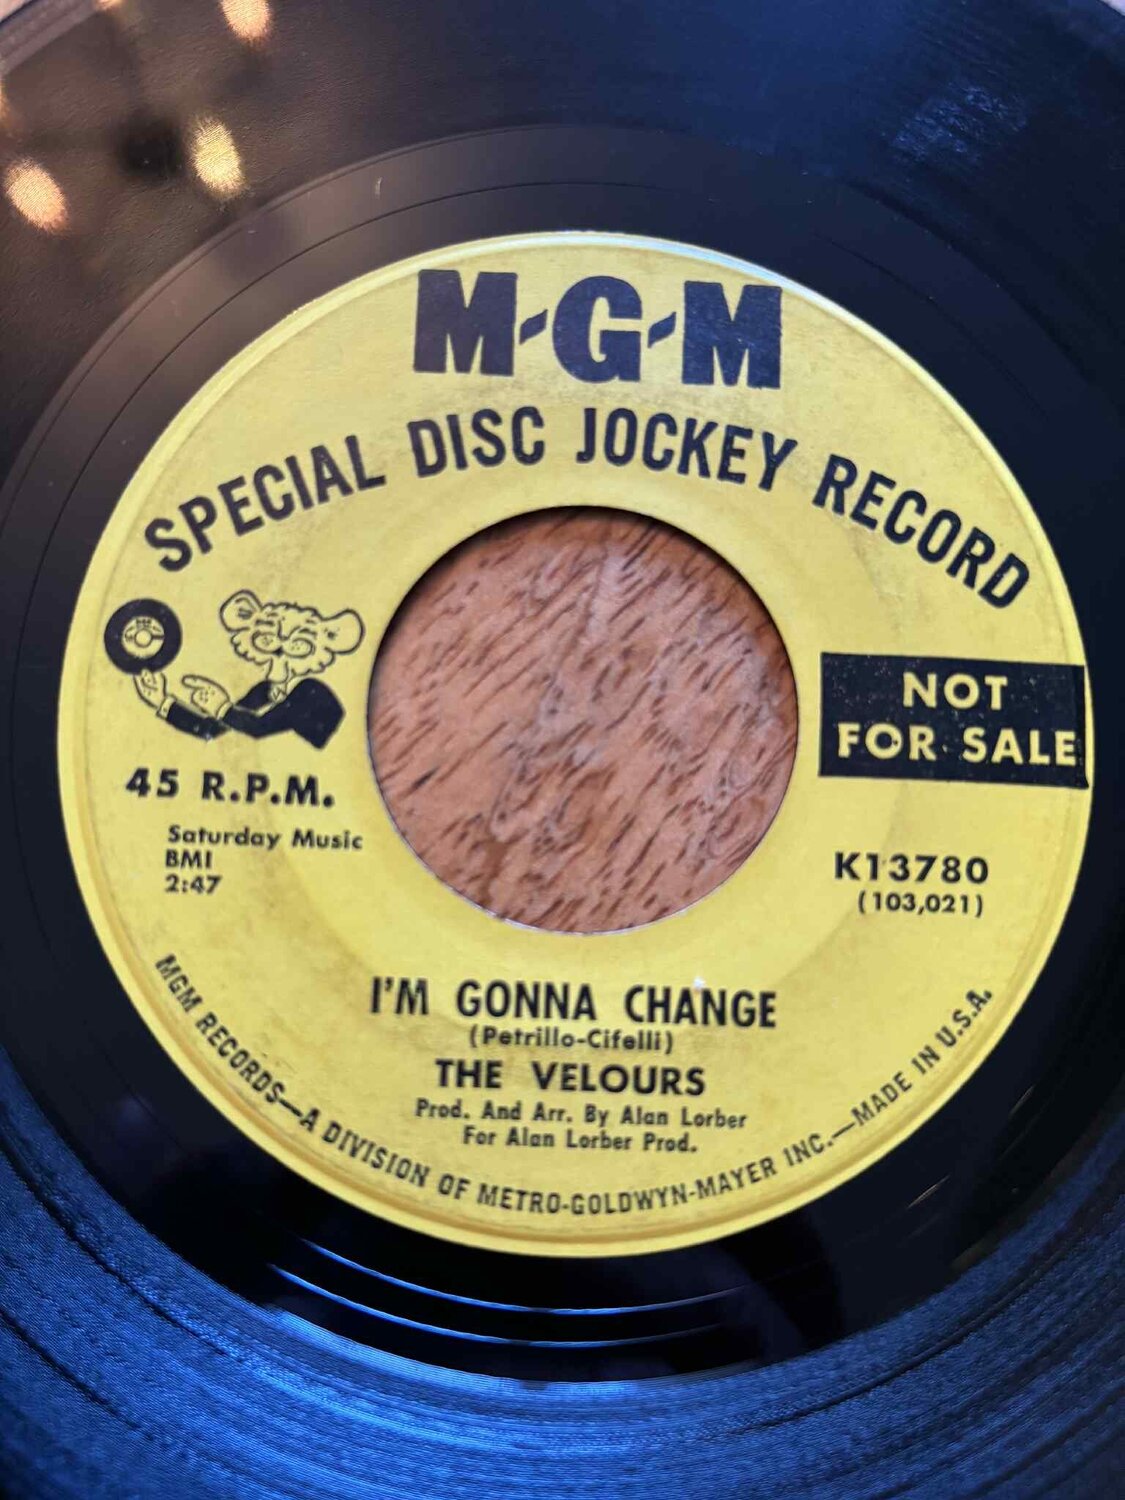 M-G-M
SPECIAL DISC JOCKEY RECORD
NOT
FOR SALE
45 R.P.M.
Saturday Music
BMI
2:47
K13780
(103,021)
I'M GONNA CHANGE
(Petrillo-Cifelli)
THE VELOURS
Prod. And Arr. By Alan Lorber
For Alan Lorber Prod.
MGM RECORDS—A DIVISION OF METRO-GOLDWYN-MAYER INC.—MADE IN U.S.A.